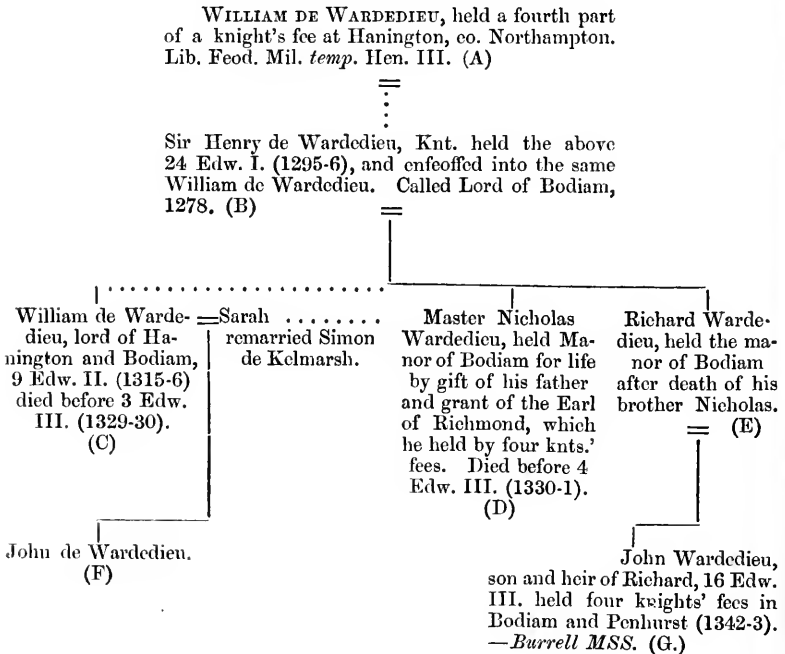 WILLIAM DE WARDEDIEU, held a fourth part
of a knight's fee at Hanington, co. Northampton.
Lib. Feod. Mil. temp. Hen. III. (A)
Sir Henry de Wardedieu, Knt. held the above
24 Edw. I. (1295-6), and enfeoffed into the same
William de Wardedieu. Called Lord of Bodiam,
1278. (B)
William de Warde-
dieu, lord of Ha-
nington and Bodiam,
9 Edw. II. (1315-6)
died before 3 Edw.
III. (1329-30).
(C)
Sarah ........
remarried Simon
de Kelmarsh.
Master Nicholas
Wardedieu, held Ma-
nor of Bodiam for life
by gift of his father
and grant of the Earl
of Richmond, which
he held by four knts.'
fees. Died before 4
Edw. III. (1330-1).
(D)
Richard Warde-
dieu, held the ma-
nor of Bodiam
after death of his
brother Nicholas.
(E)
John de Wardedieu.
(F)
John Wardedieu,
son and heir of Richard, 16 Edw.
III. held four knights' fees in
Bodiam and Penhurst (1342-3).
—Burrell MSS. (G.)